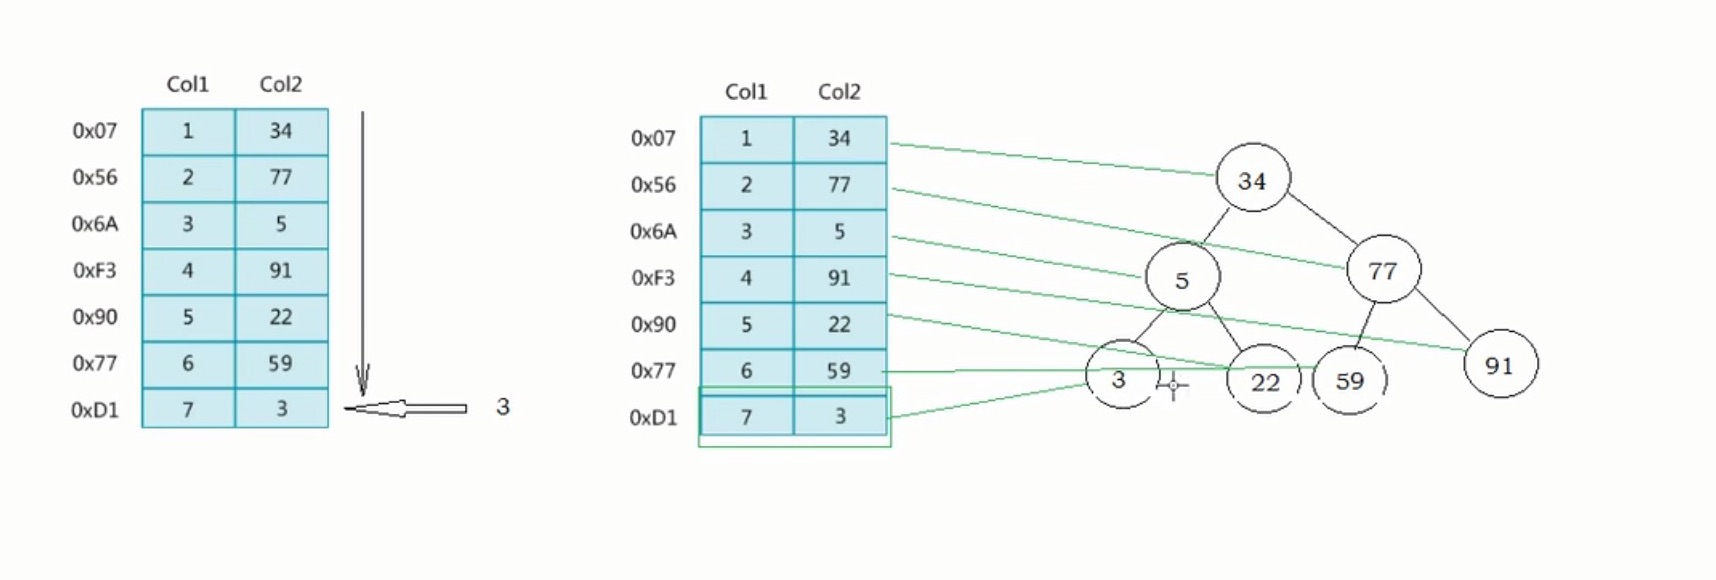 Col1 Col2
0x07 1 34
0x56 2 77
0x6A 3 5
0xF3 4 91
0x90 5 22
0x77 6 59
0xD1 7 3
3
Col1 Col2
0x07 1 34
0x56 2 77
0x6A 3 5
0xF3 4 91
0x90 5 22
0x77 6 59
0xD1 7 3
34
5 77
3 22 59 91